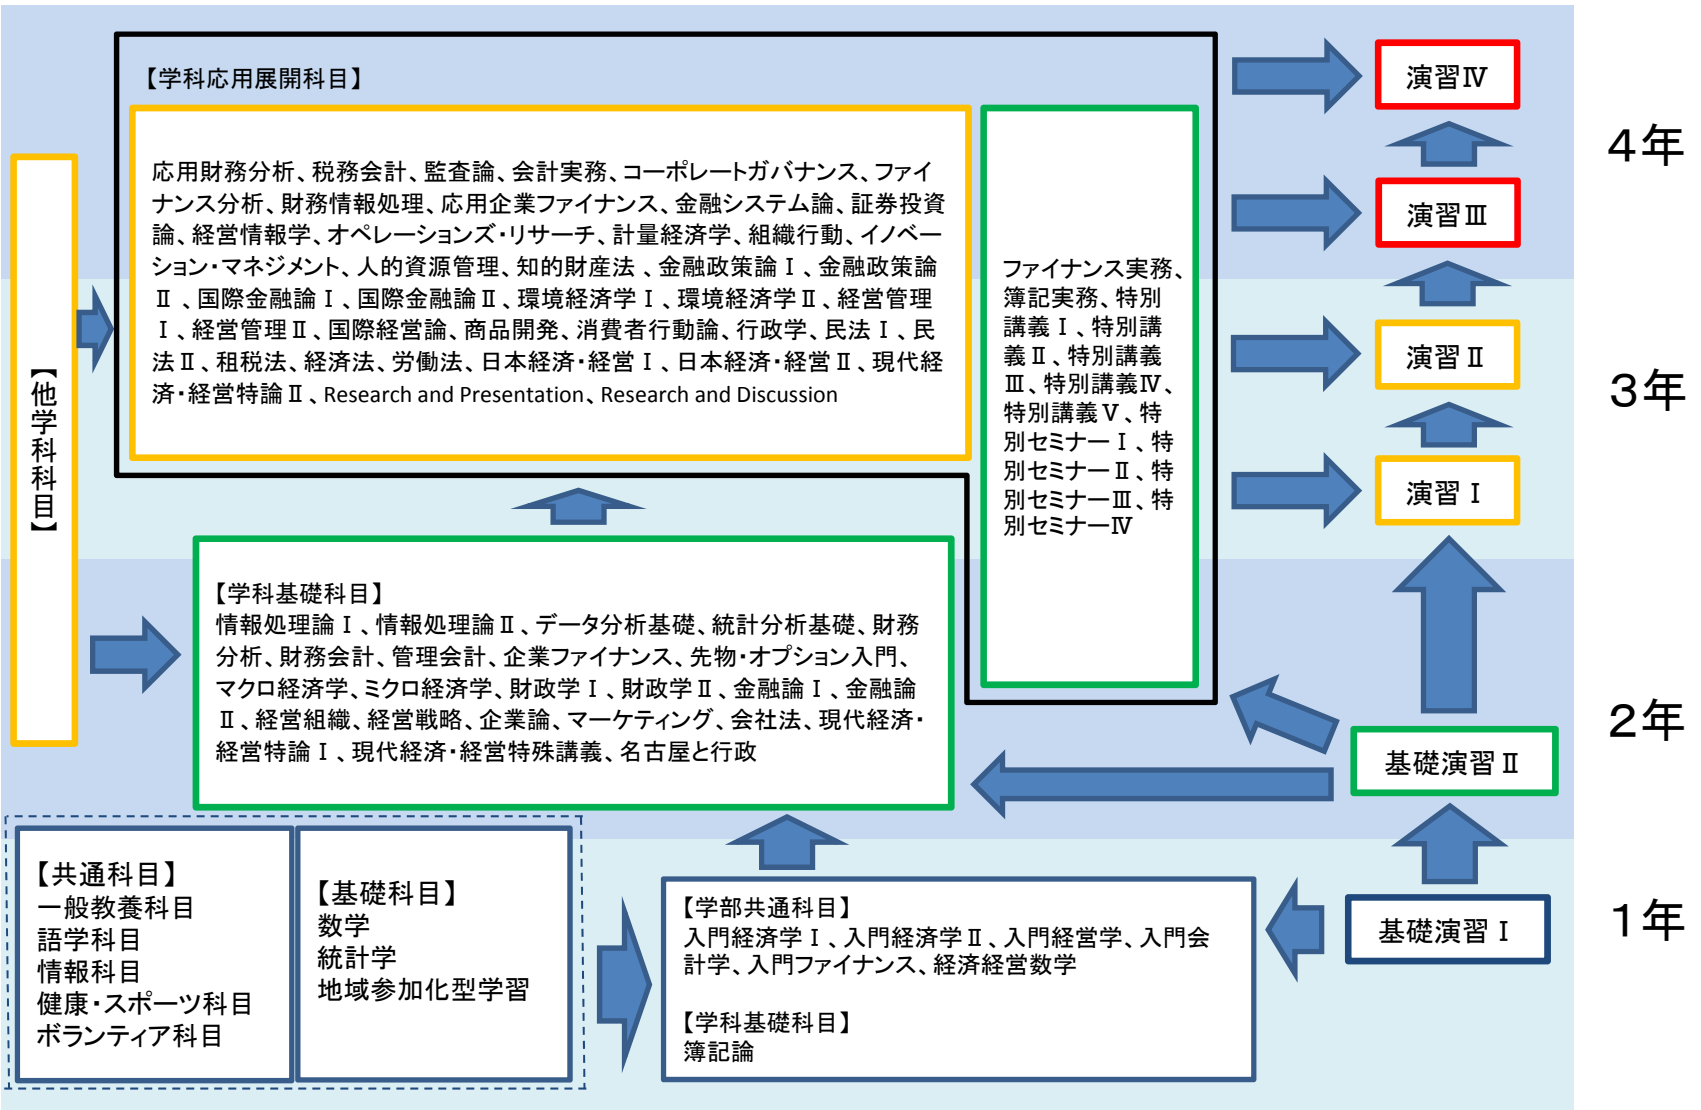 【学科応用展開科目】
応用財務分析、税務会計、監査論、会計実務、コーポレートガバナンス、ファイ
ナンス分析、財務情報処理、応用企業ファイナンス、金融システム論、証券投資
論、経営情報学、オペレーションズ・リサーチ、計量経済学、組織行動、イノベー
ション・マネジメント、人的資源管理、知的財産法 、金融政策論Ⅰ、金融政策論
Ⅱ、国際金融論Ⅰ、国際金融論Ⅱ、環境経済学Ⅰ、環境経済学Ⅱ、経営管理
Ⅰ、経営管理Ⅱ、国際経営論、商品開発、消費者行動論、行政学、民法Ⅰ、民
法Ⅱ、租税法、経済法、労働法、日本経済・経営Ⅰ、日本経済・経営Ⅱ、現代経
済・経営特論Ⅱ、Research and Presentation、Research and Discussion
ファイナンス実務、
簿記実務、特別
講義Ⅰ、特別講
義Ⅱ、特別講義
Ⅲ、特別講義Ⅳ、
特別講義Ⅴ、特
別セミナーⅠ、特
別セミナーⅡ、特
別セミナーⅢ、特
別セミナーⅣ
演習Ⅳ
演習Ⅲ
4年
演習Ⅱ
演習Ⅰ
3年
【他学科科目】
【学科基礎科目】
情報処理論Ⅰ、情報処理論Ⅱ、データ分析基礎、統計分析基礎、財務
分析、財務会計、管理会計、企業ファイナンス、先物・オプション入門、
マクロ経済学、ミクロ経済学、財政学Ⅰ、財政学Ⅱ、金融論Ⅰ、金融論
Ⅱ、経営組織、経営戦略、企業論、マーケティング、会社法、現代経済・
経営特論Ⅰ、現代経済・経営特殊講義、名古屋と行政
基礎演習Ⅱ
2年
【共通科目】
一般教養科目
語学科目
情報科目
健康・スポーツ科目
ボランティア科目
【基礎科目】
数学
統計学
地域参加化型学習
【学部共通科目】
入門経済学Ⅰ、入門経済学Ⅱ、入門経営学、入門会
計学、入門ファイナンス、経済経営数学
【学科基礎科目】
簿記論
基礎演習Ⅰ
1年